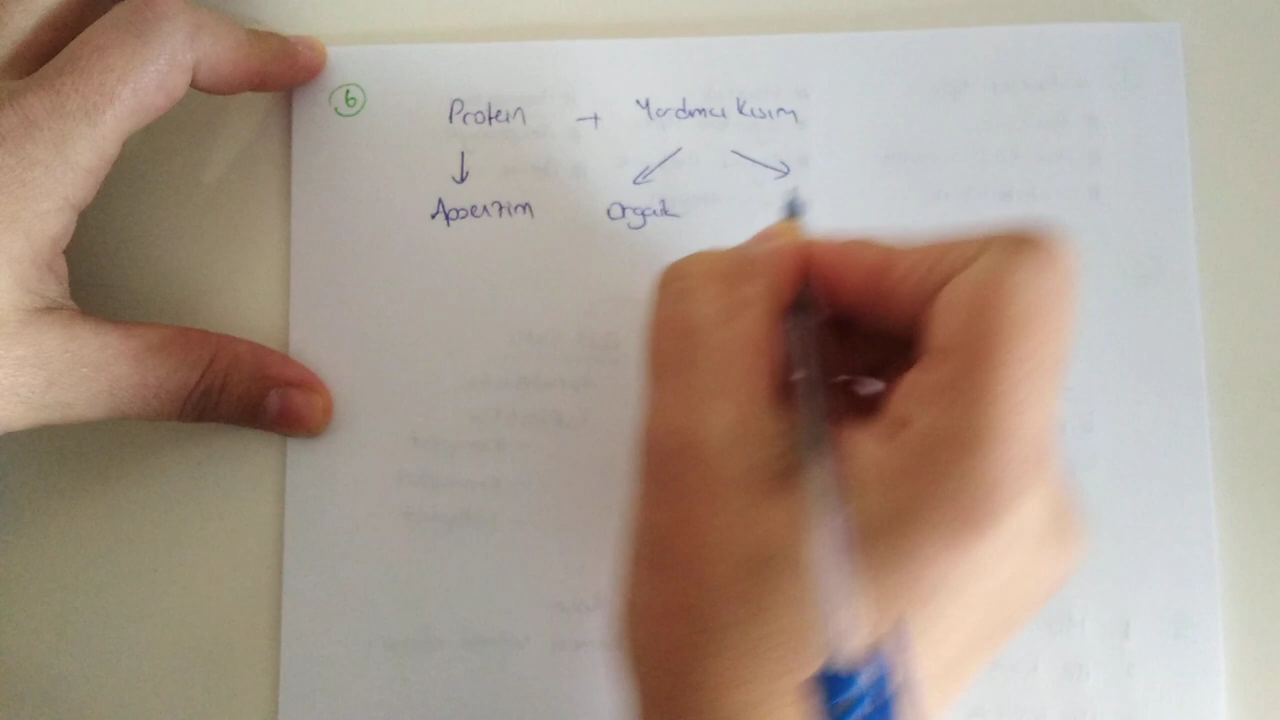 6
Protein + Yardımcı Kısım
Apoenzim Organik